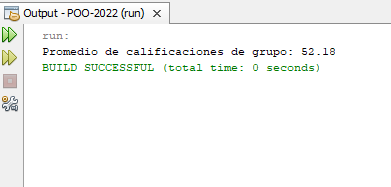 Output - POO-2022 (run)
run:
Promedio de calificaciones de grupo: 52.18
BUILD SUCCESSFUL (total time: 0 seconds)